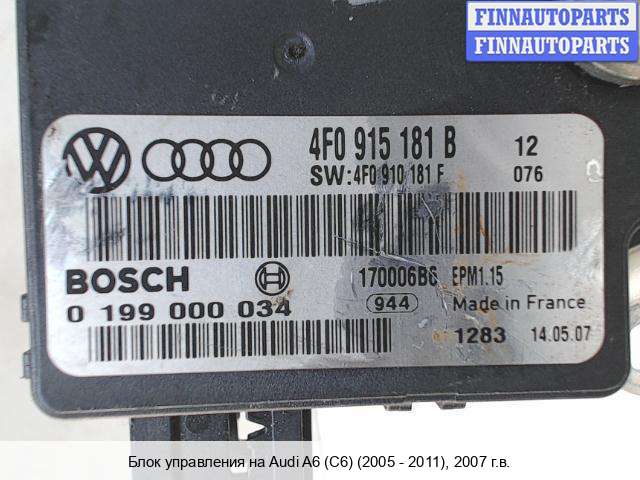 FINNAUTOPARTS
FINNAUTOPARTS
4F0 915 181 B 12
SW:4F0 910 181 F 076
BOSCH 170006B6 EPM1.15
0 199 000 034 944 Made in France
1283 14.05.07
Блок управления на Audi A6 (C6) (2005 - 2011), 2007 г.в.